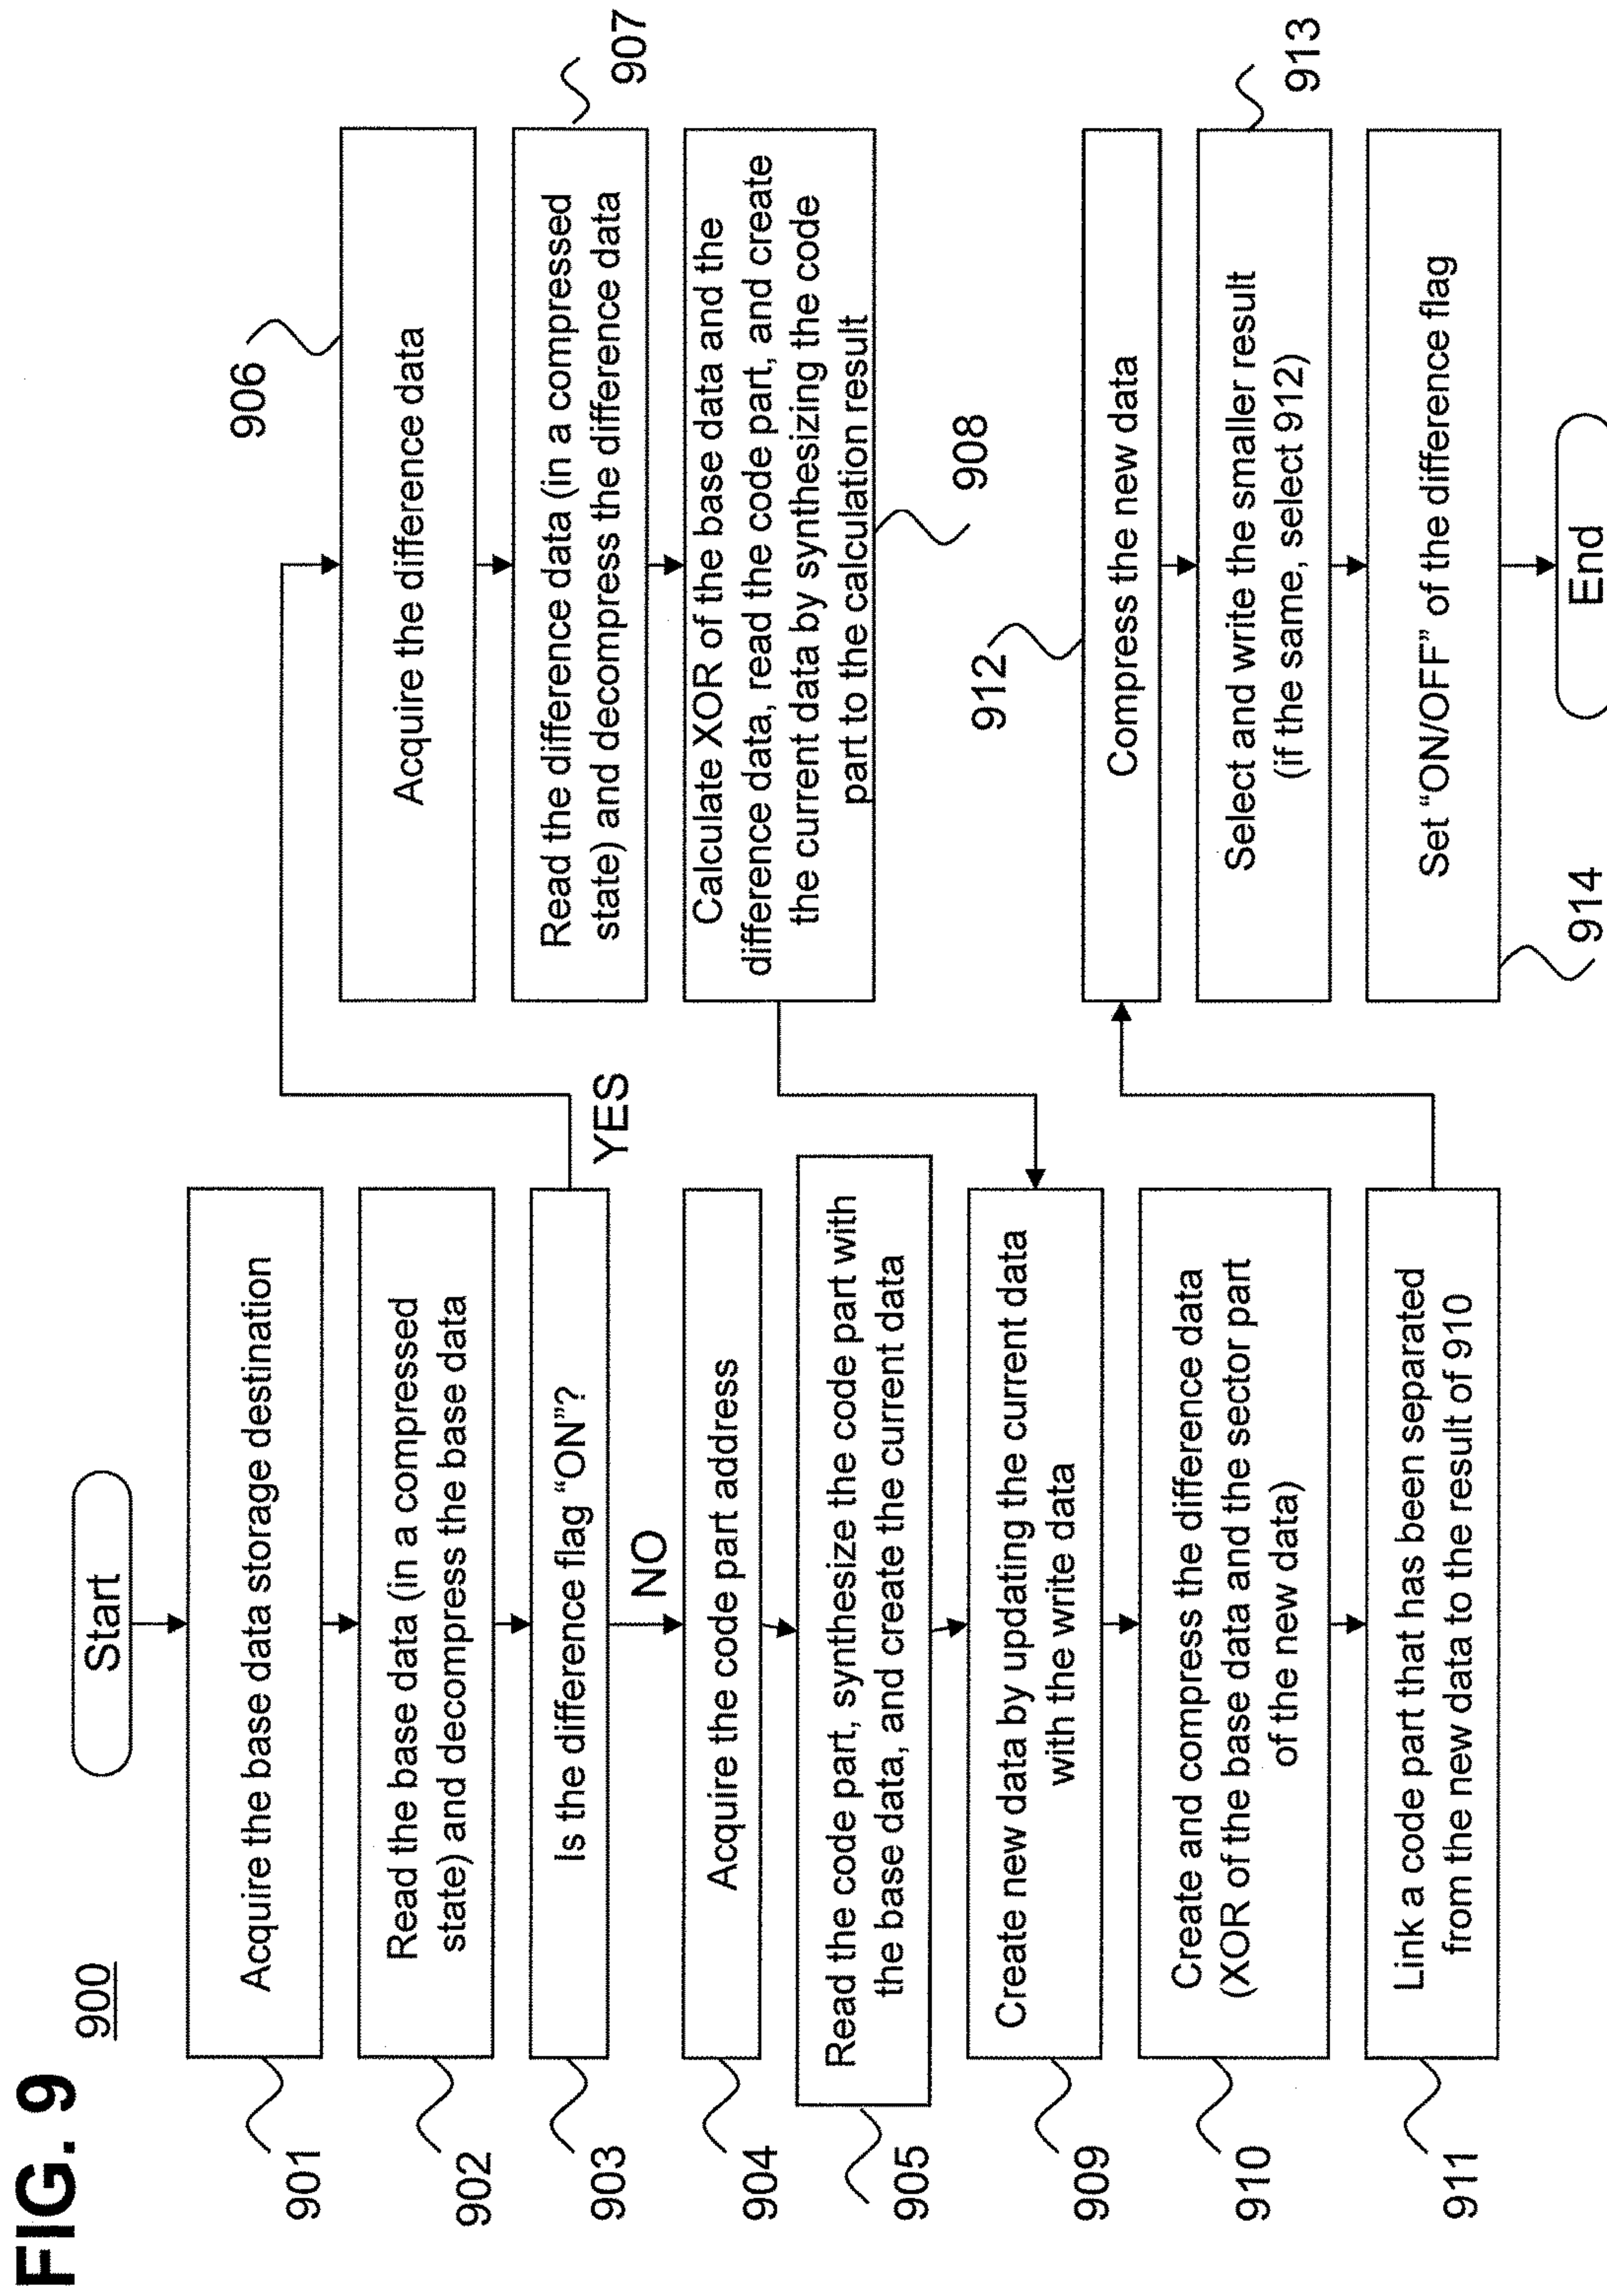 FIG. 9
900
Start
901
Acquire the base data storage destination
902
Read the base data (in a compressed
state) and decompress the base data
903
Is the difference flag “ON”?
YES
NO
904
Acquire the code part address
905
Read the code part, synthesize the code part with
the base data, and create the current data
906
Acquire the difference data
907
Read the difference data (in a compressed
state) and decompress the difference data
908
Calculate XOR of the base data and the
difference data, read the code part, and create
the current data by synthesizing the code
part to the calculation result
909
Create new data by updating the current data
with the write data
910
Create and compress the difference data
(XOR of the base data and the sector part
of the new data)
911
Link a code part that has been separated
from the new data to the result of 910
912
Compress the new data
913
Select and write the smaller result
(if the same, select 912)
914
Set “ON/OFF” of the difference flag
End